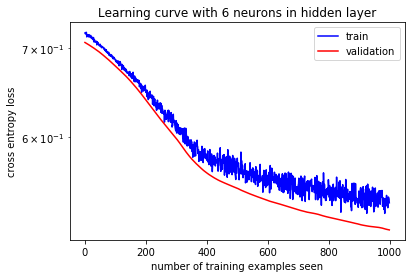 Learning curve with 6 neurons in hidden layer
train
validation
7 × 10⁻¹
6 × 10⁻¹
cross entropy loss
0 200 400 600 800 1000
number of training examples seen